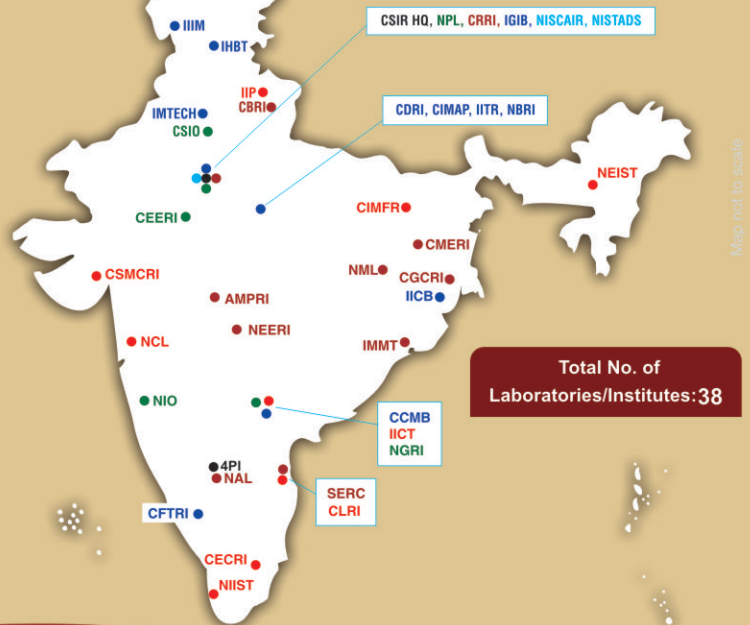 IIIM
CSIR HQ, NPL, CRRI, IGIB, NISCAIR, NISTADS
IHBT
IIP
CBRI
IMTECH
CDRI, CIMAP, IITR, NBRI
CSIO
NEIST
CEERI
CIMFR
CMERI
CSMCRI
NML
CGCRI
IICB
AMPRI
NEERI
NCL
IMMT
Total No. of
Laboratories/Institutes:38
NIO
CCMB
IICT
NGRI
4PI
NAL
SERC
CLRI
CFTRI
CECRI
NIIST
Map not to scale